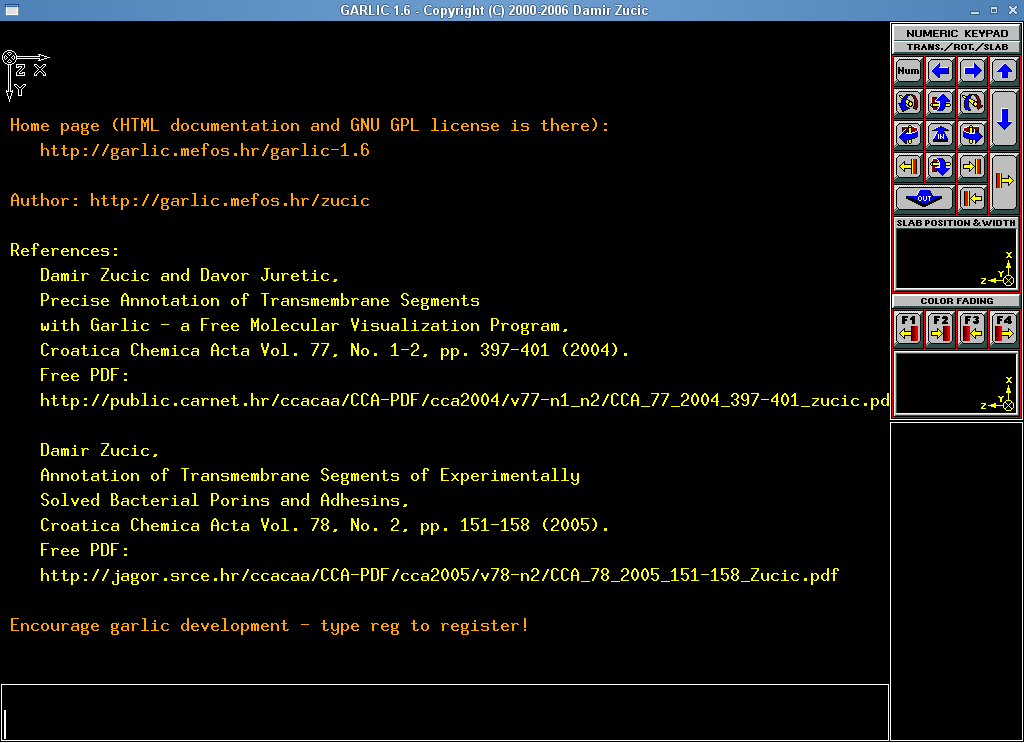 GARLIC 1.6 - Copyright (C) 2000-2006 Damir Zucic
Z X
Y
Home page (HTML documentation and GNU GPL license is there):
http://garlic.mefos.hr/garlic-1.6
Author: http://garlic.mefos.hr/zucic
References:
Damir Zucic and Davor Juretic,
Precise Annotation of Transmembrane Segments
with Garlic - a Free Molecular Visualization Program,
Croatica Chemica Acta Vol. 77, No. 1-2, pp. 397-401 (2004).
Free PDF:
http://public.carnet.hr/ccacaa/CCA-PDF/cca2004/v77-n1_n2/CCA_77_2004_397-401_zucic.pd
Damir Zucic,
Annotation of Transmembrane Segments of Experimentally
Solved Bacterial Porins and Adhesins,
Croatica Chemica Acta Vol. 78, No. 2, pp. 151-158 (2005).
Free PDF:
http://jagor.srce.hr/ccacaa/CCA-PDF/cca2005/v78-n2/CCA_78_2005_151-158_Zucic.pdf
Encourage garlic development - type reg to register!
NUMERIC KEYPAD
TRANS./ROT./SLAB
Num
IN
OUT
SLAB POSITION & WIDTH
X
Y
Z
COLOR FADING
F1 F2 F3 F4
X
Y
Z